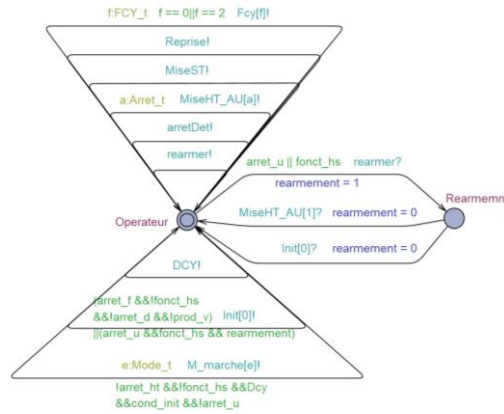 f:FCY_t f == 0||f == 2 Fcy[f]!
Reprise!
MiseST!
a:Arret_t MiseHT_AU[a]!
arretDet!
rearmer!
arret_u || fonct_hs rearmer?
rearmement = 1
Rearmemn
Operateur
MiseHT_AU[1]? rearmement = 0
Init[0]? rearmement = 0
DCY!
(arret_f &&!fonct_hs
&&!arret_d &&!prod_v) Init[0]!
||(arret_u &&fonct_hs && rearmement)
e:Mode_t M_marche[e]!
!arret_ht &&!fonct_hs &&Dcy
&&cond_init &&!arret_u